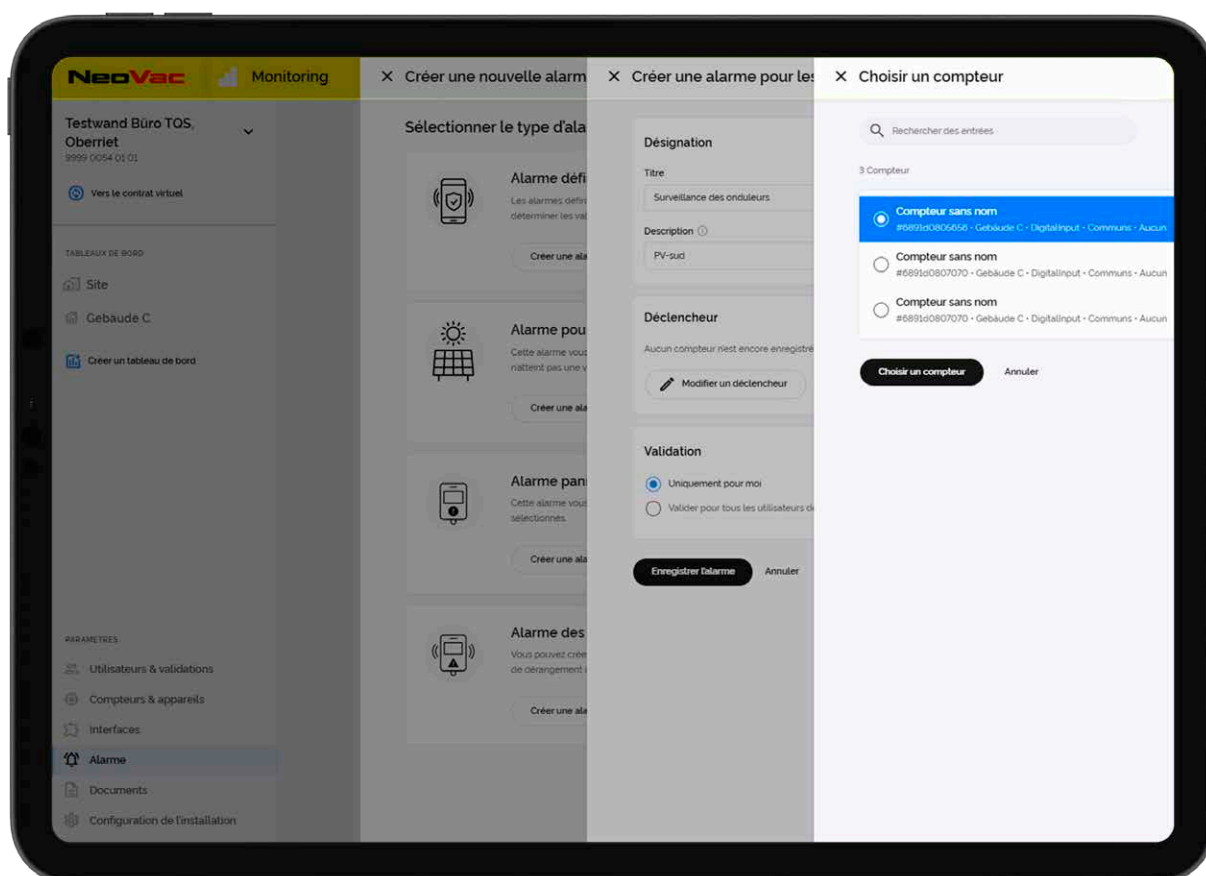 NeoVac
Monitoring
Testwand Büro TQS,
Oberriet
9999 0054 01 01
Vers le contrat virtuel
TABLEAUX DE BORD
Site
Gebäude C
Créer un tableau de bord
PARAMETRES
Utilisateurs & validations
Compteurs & appareils
Interfaces
Alarme
Documents
Configuration de l'installation
Créer une nouvelle alarm
Sélectionner le type d'ala
Alarme défi
Les alarmes défini
déterminer les val
Créer une ala
Alarme pou
Cette alarme vous
n'atteint pas une v
Créer une ala
Alarme pani
Cette alarme vous
sélectionnés.
Créer une ala
Alarme des
Vous pouvez crée
de dérangement
Créer une ala
Créer une alarme pour les
Désignation
Titre
Surveillance des onduleurs
Description
PV-sud
Déclencheur
Aucun compteur n'est encore enregistré
Modifier un déclencheur
Validation
Uniquement pour moi
Valider pour tous les utilisateurs d
Enregistrer l'alarme
Annuler
Choisir un compteur
Rechercher des entrées
3 Compteur
Compteur sans nom
#6891d0805656 • Gebäude C • DigitalInput • Communs • Aucun
Compteur sans nom
#6891d0807070 • Gebäude C • DigitalInput • Communs • Aucun
Compteur sans nom
#6891d0807070 • Gebäude C • DigitalInput • Communs • Aucun
Choisir un compteur
Annuler